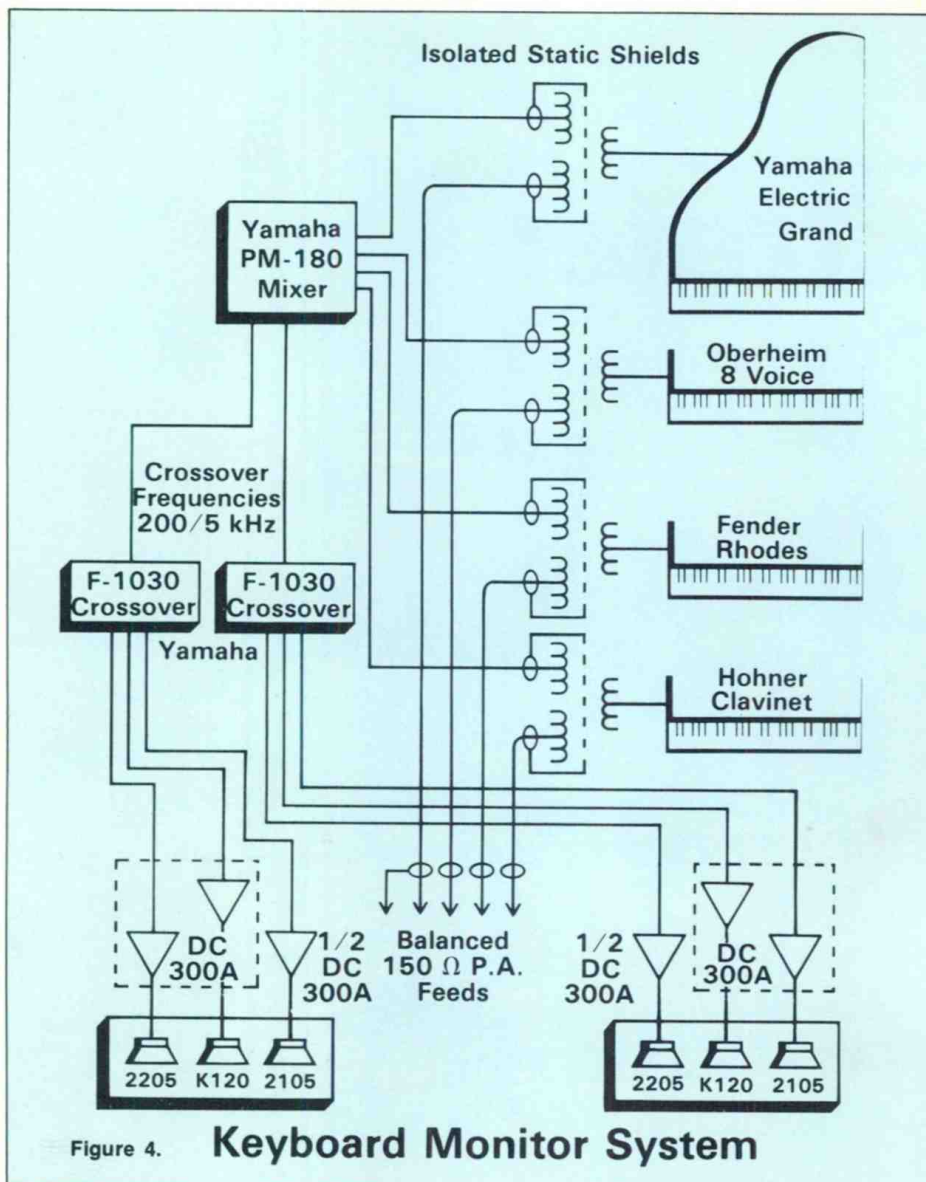 Isolated Static Shields
Yamaha
Electric
Grand
Yamaha
PM-180
Mixer
Oberheim
8 Voice
Crossover
Frequencies
200/5 kHz
Fender
Rhodes
F-1030
Crossover
F-1030
Crossover
Yamaha
Hohner
Clavinet
DC
300A
1/2
DC
300A
Balanced
150 Ω P.A.
Feeds
1/2
DC
300A
DC
300A
2205 K120 2105
2205 K120 2105
Figure 4. Keyboard Monitor System